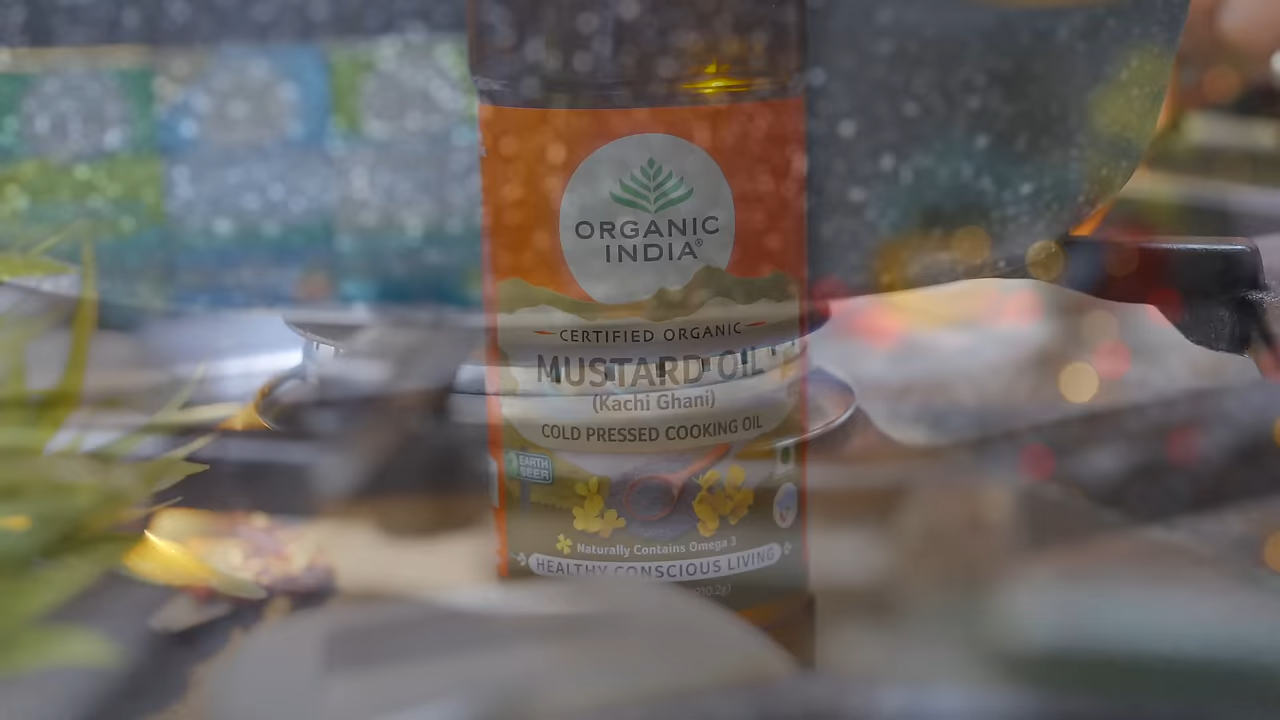 ORGANIC
INDIA®
CERTIFIED ORGANIC
MUSTARD OIL
(Kachi Ghani)
COLD PRESSED COOKING OIL
EARTH
Naturally Contains Omega 3
HEALTHY CONSCIOUS LIVING